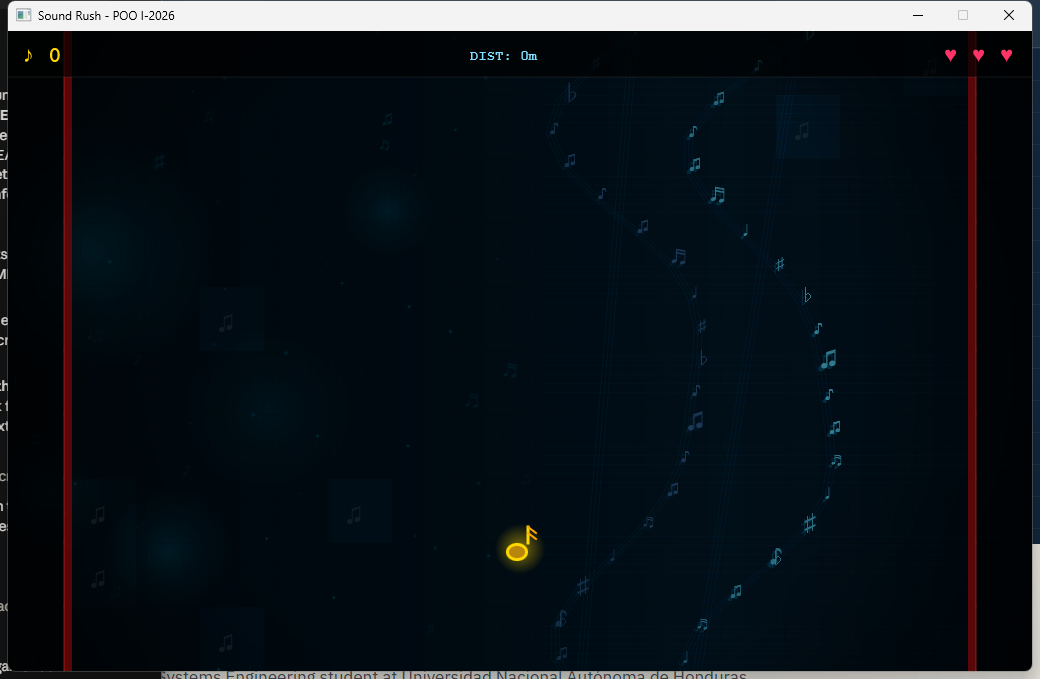 Sound Rush - POO I-2026
♪ 0
DIST: 0m
♥ ♥ ♥
Systems Engineering student at Universidad Nacional Autónoma de Honduras